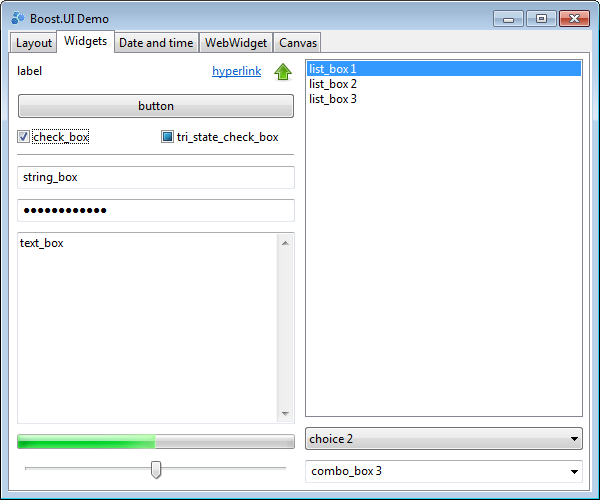 Boost.UI Demo
Layout Widgets Date and time WebWidget Canvas
label hyperlink
button
check_box tri_state_check_box
string_box
●●●●●●●●●●●●
text_box
list_box 1
list_box 2
list_box 3
choice 2
combo_box 3